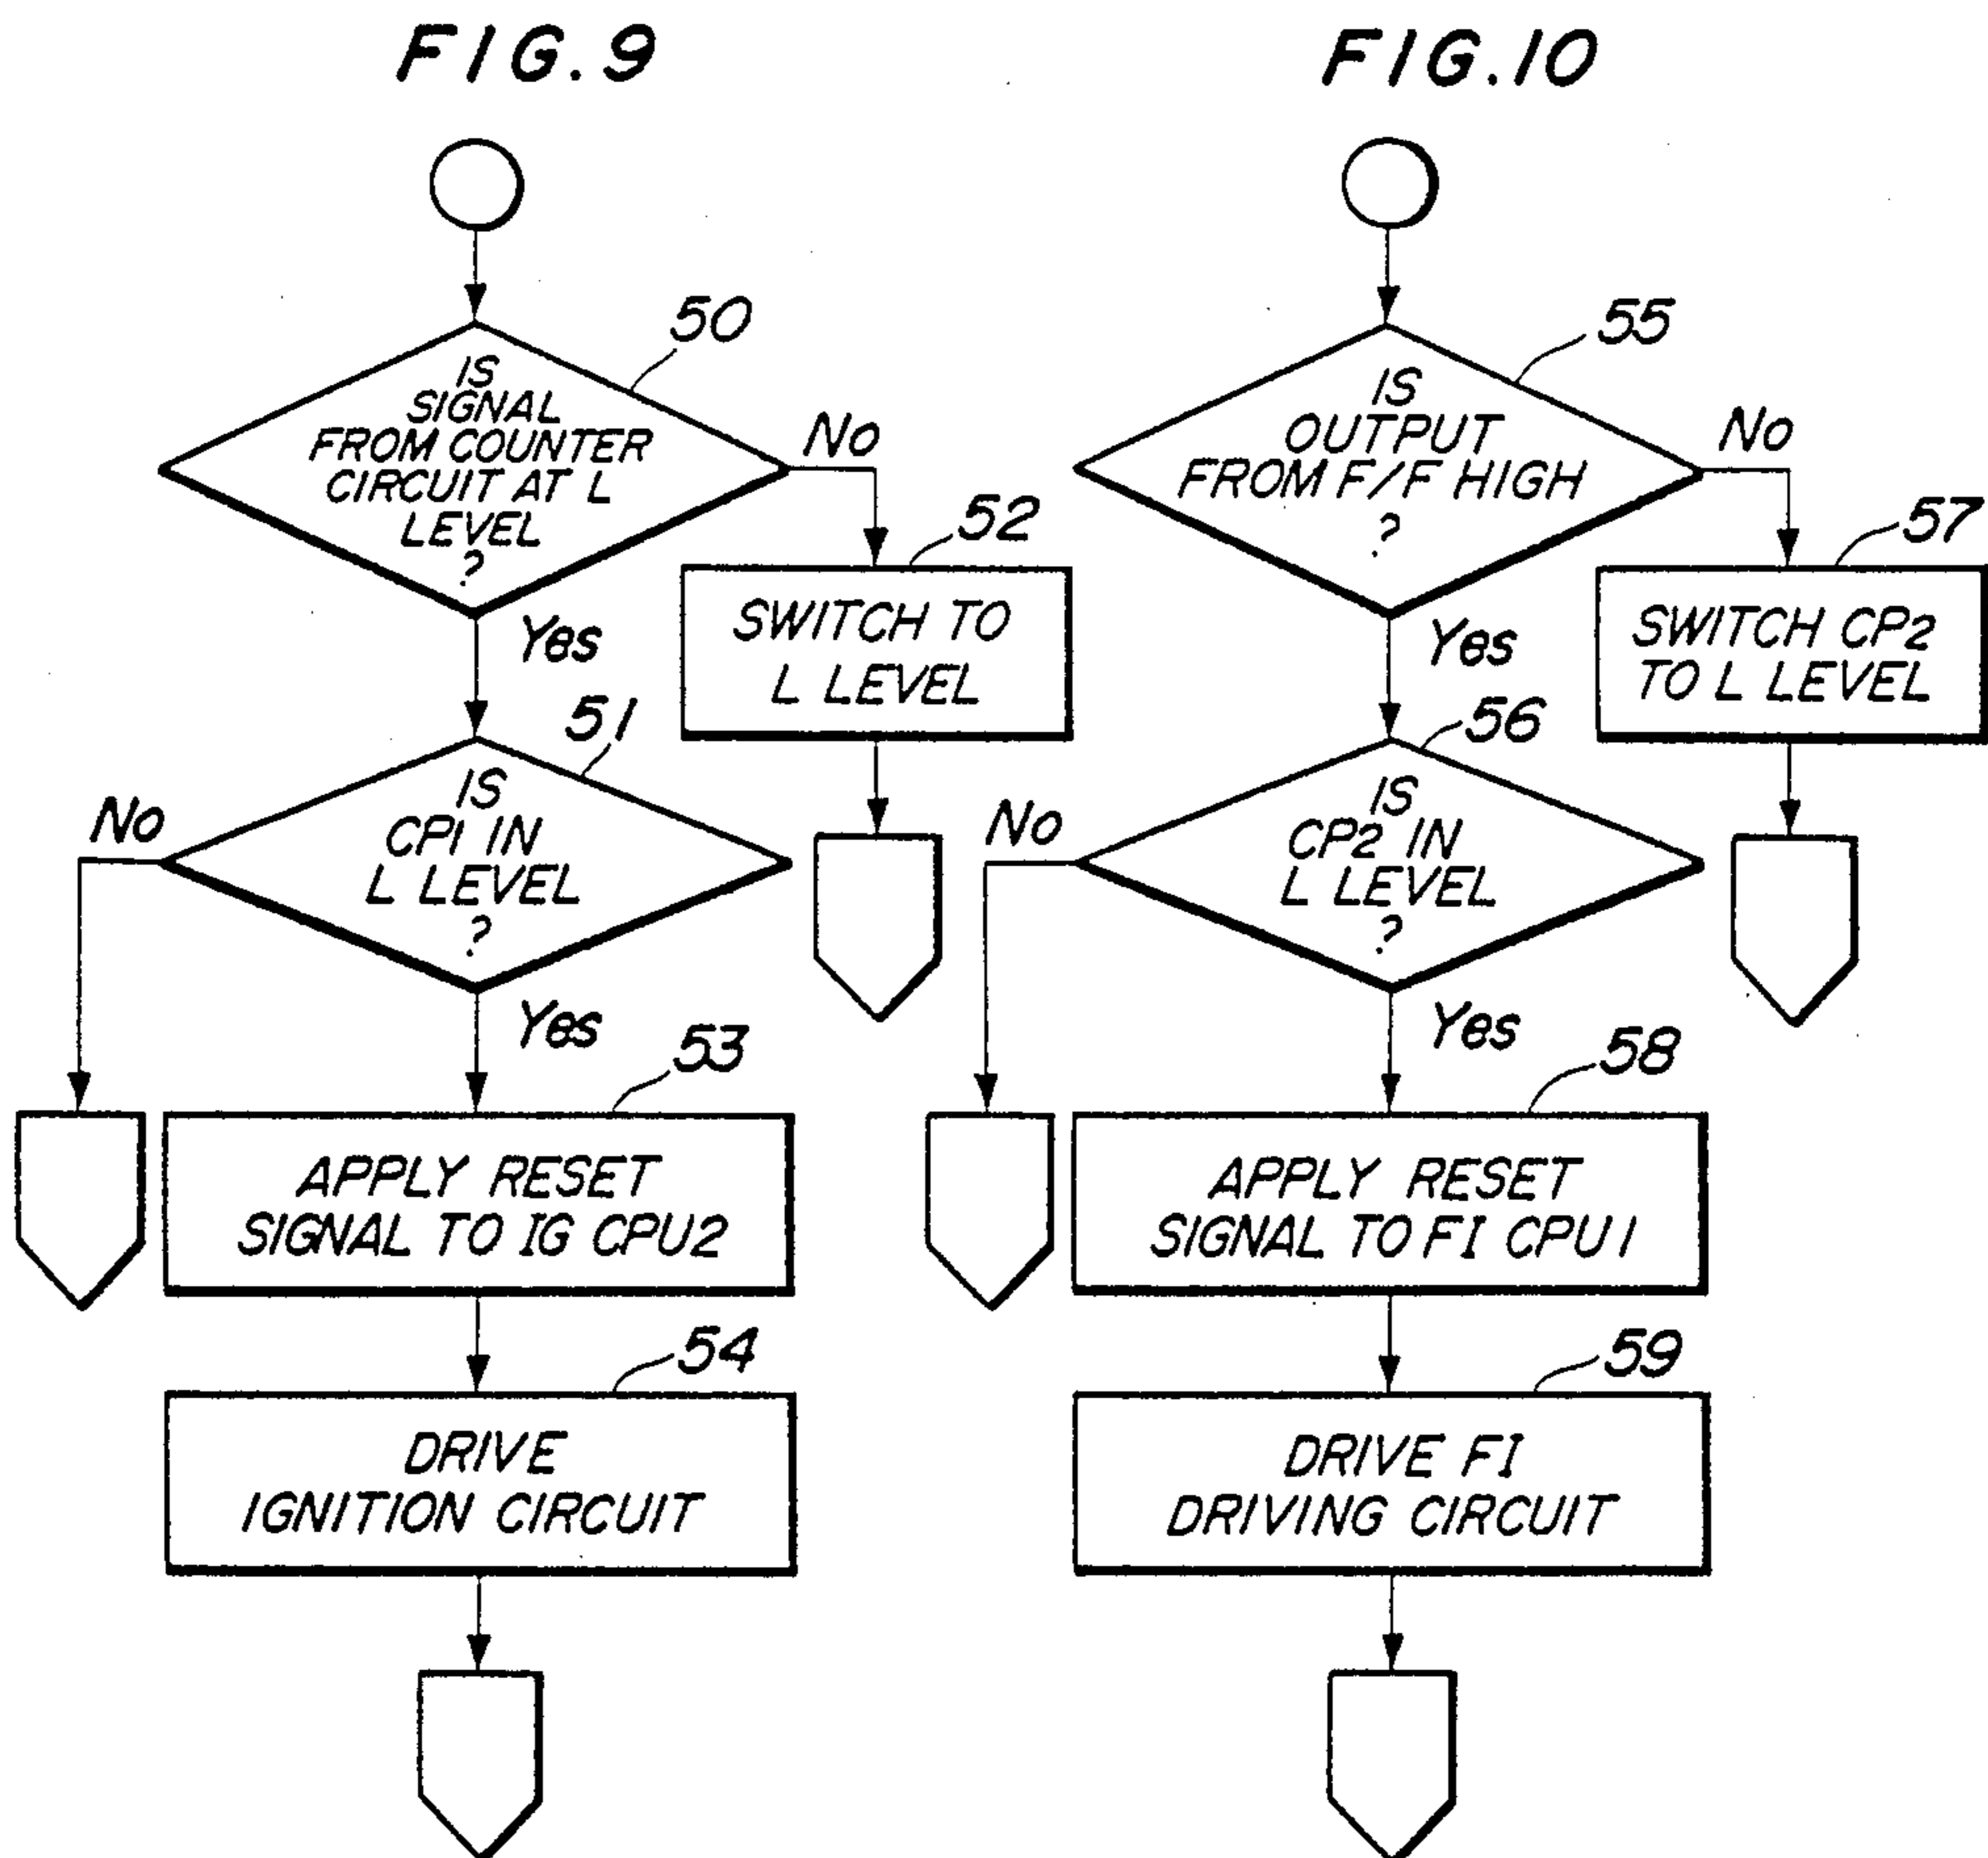 FIG.9
50
IS
SIGNAL
FROM COUNTER
CIRCUIT AT L
LEVEL
?
No
Yes
52
SWITCH TO
L LEVEL
51
IS
CP1 IN
L LEVEL
?
No
Yes
53
APPLY RESET
SIGNAL TO IG CPU2
54
DRIVE
IGNITION CIRCUIT
FIG.10
55
IS
OUTPUT
FROM F/F HIGH
?
No
Yes
57
SWITCH CP2
TO L LEVEL
56
IS
CP2 IN
L LEVEL
?
No
Yes
58
APPLY RESET
SIGNAL TO FI CPU1
59
DRIVE FI
DRIVING CIRCUIT